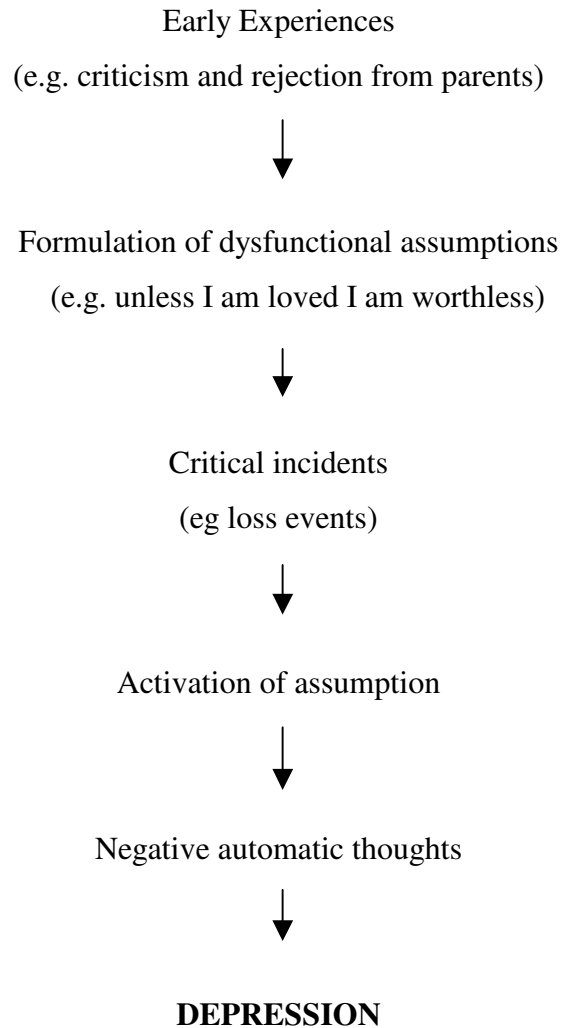 Early Experiences
(e.g. criticism and rejection from parents)
Formulation of dysfunctional assumptions
(e.g. unless I am loved I am worthless)
Critical incidents
(eg loss events)
Activation of assumption
Negative automatic thoughts
DEPRESSION